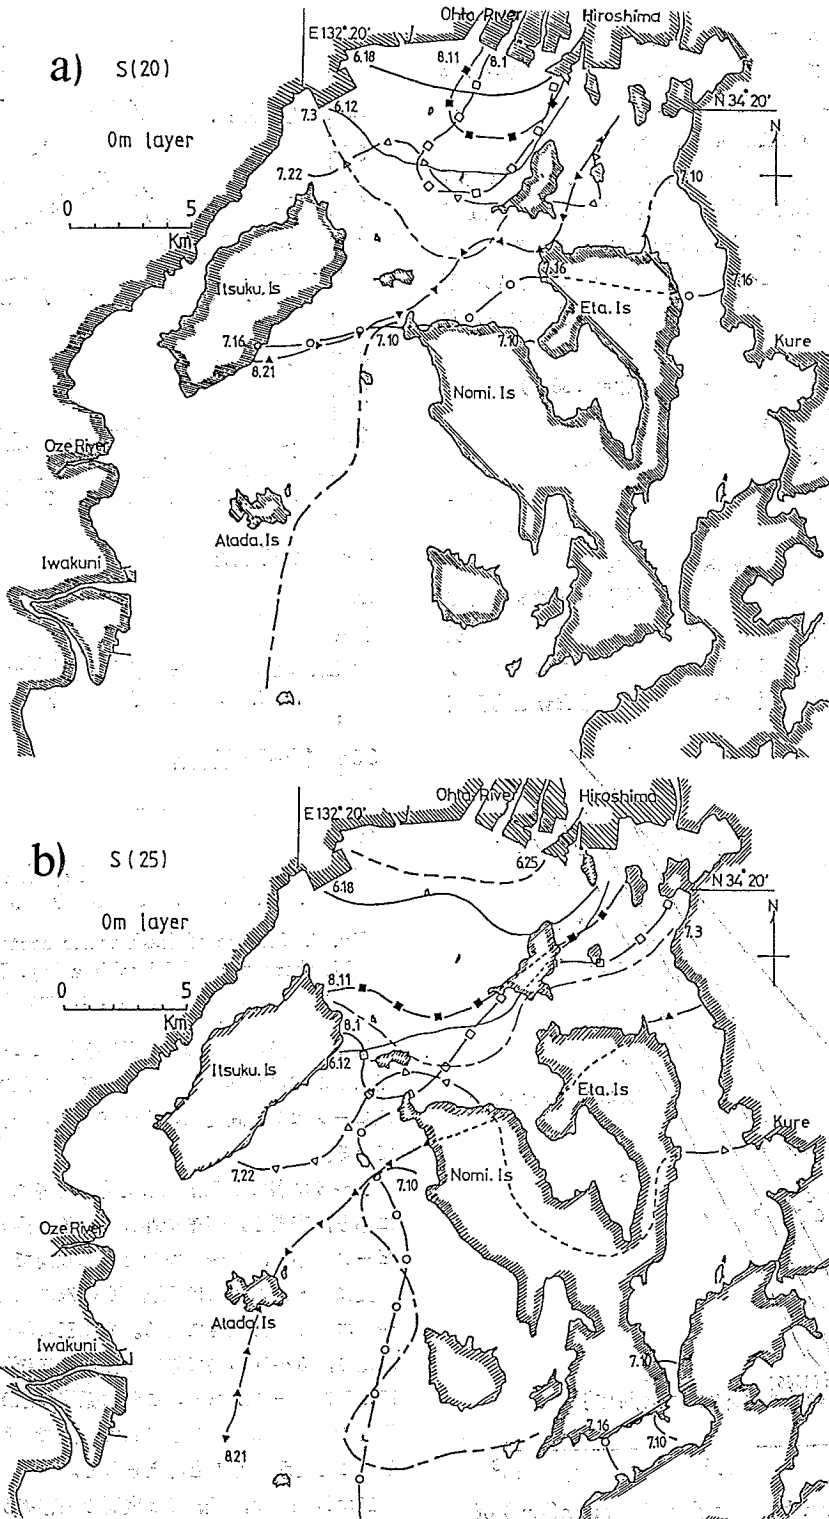 Ohta River Hiroshima
E132°20'
a) S(20)
6.18 8.11 8.1
N 34°20'
7.3 6.12
0m layer
N
7.22 7.10
0 5
Km
7.16 7.16
Itsuku. Is
Eta. Is
7.16 7.10 7.10 Kure
8.21
Nomi. Is
Oze River
Atada. Is
Iwakuni
Ohta River Hiroshima
E132°20'
b) S(25)
6.25
6.18 N 34°20'
0m layer
7.3
N
8.11
0 5
Km
8.1
6.12
Itsuku. Is
Eta. Is
Kure
7.22 7.10 Nomi. Is
Oze River
Atada. Is
Iwakuni
7.10
7.16 7.10
8.21